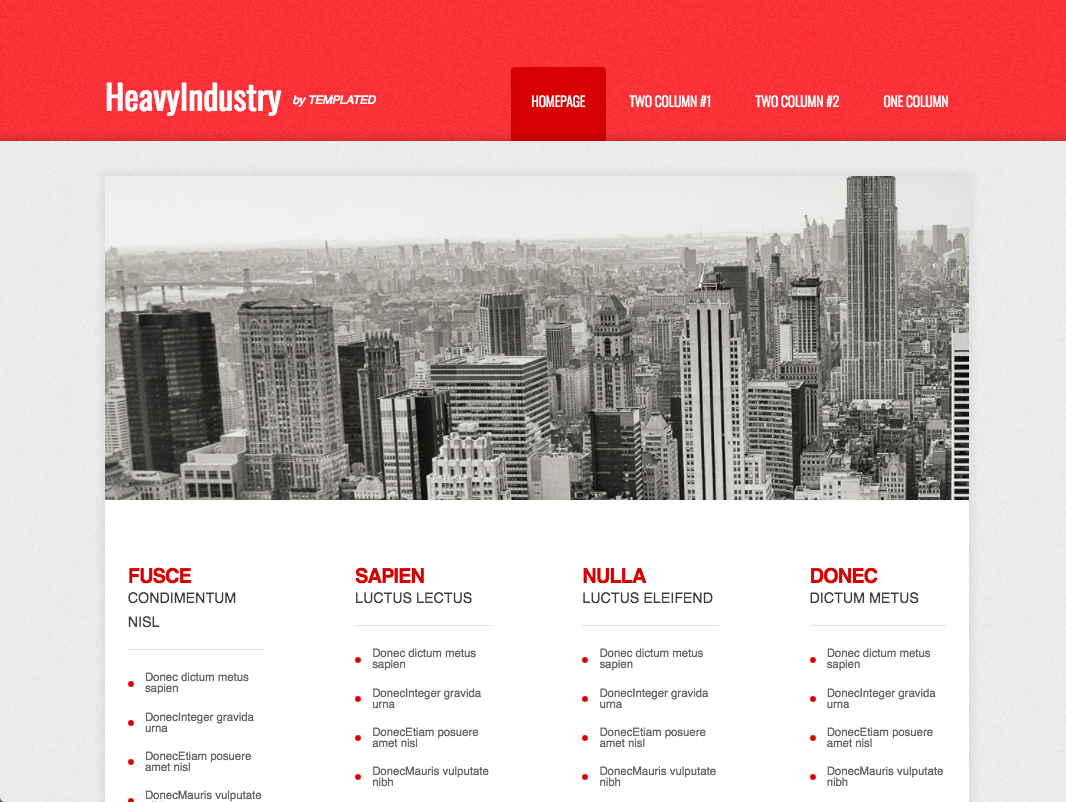 HeavyIndustry by TEMPLATED
HOMEPAGE
TWO COLUMN #1
TWO COLUMN #2
ONE COLUMN
FUSCE
CONDIMENTUM
NISL
Donec dictum metus
sapien
DonecInteger gravida
urna
DonecEtiam posuere
amet nisl
DonecMauris vulputate
SAPIEN
LUCTUS LECTUS
Donec dictum metus
sapien
DonecInteger gravida
urna
DonecEtiam posuere
amet nisl
DonecMauris vulputate
nibh
NULLA
LUCTUS ELEIFEND
Donec dictum metus
sapien
DonecInteger gravida
urna
DonecEtiam posuere
amet nisl
DonecMauris vulputate
nibh
DONEC
DICTUM METUS
Donec dictum metus
sapien
DonecInteger gravida
urna
DonecEtiam posuere
amet nisl
DonecMauris vulputate
nibh